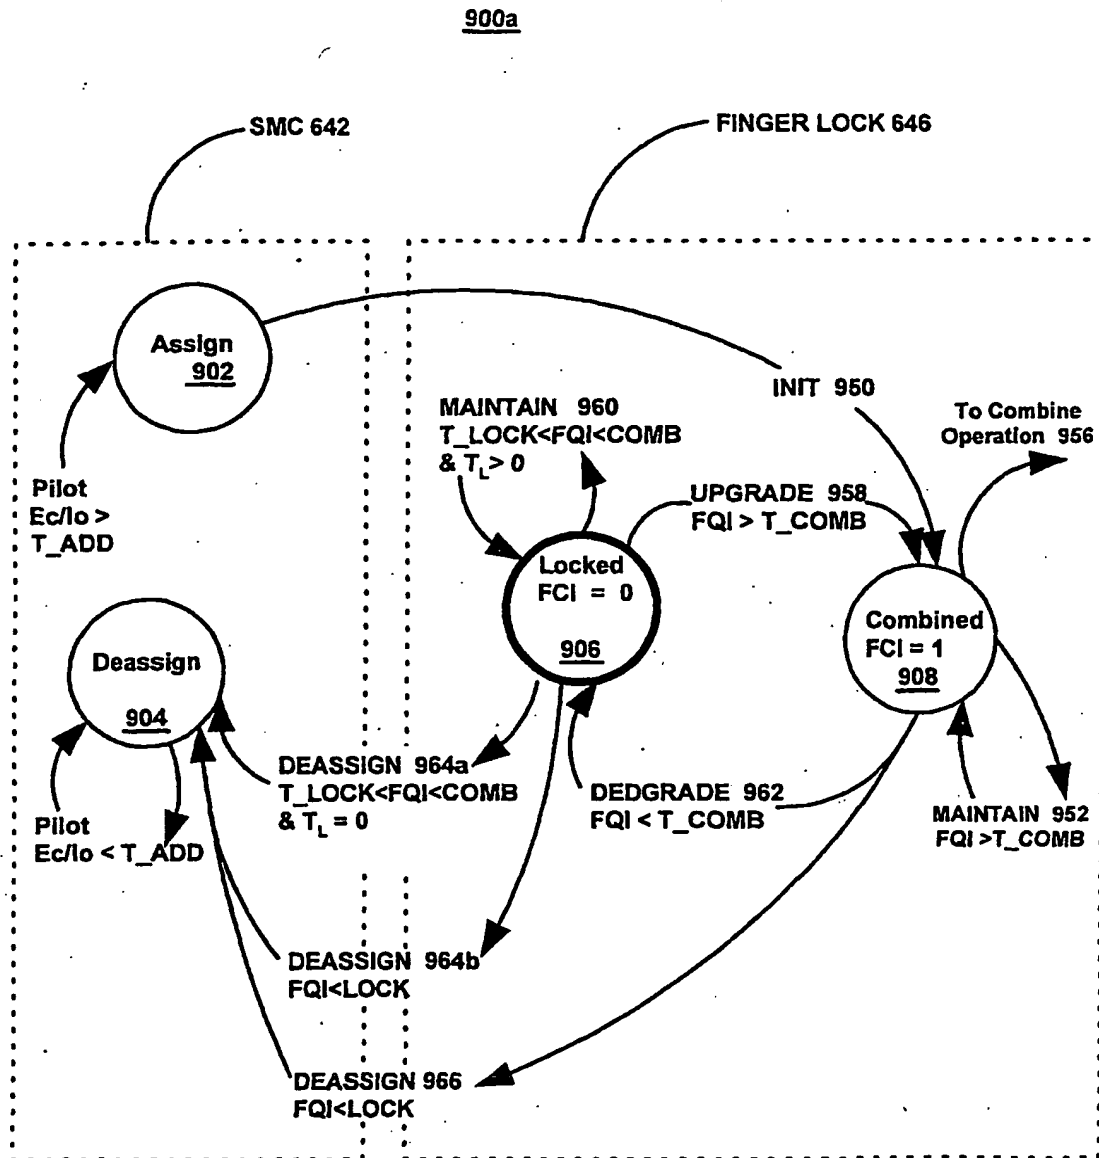 900a
SMC 642
FINGER LOCK 646
Assign
902
INIT 950
MAINTAIN 960
T_LOCK<FQI<COMB
& TL> 0
To Combine
Operation 956
Pilot
Ec/Io >
T_ADD
UPGRADE 958
FQI > T_COMB
Locked
FCI = 0
906
Combined
FCI = 1
908
Deassign
904
DEASSIGN 964a
T_LOCK<FQI<COMB
& TL = 0
DEDGRADE 962
FQI < T_COMB
MAINTAIN 952
FQI >T_COMB
Pilot
Ec/Io < T_ADD
DEASSIGN 964b
FQI<LOCK
DEASSIGN 966
FQI<LOCK